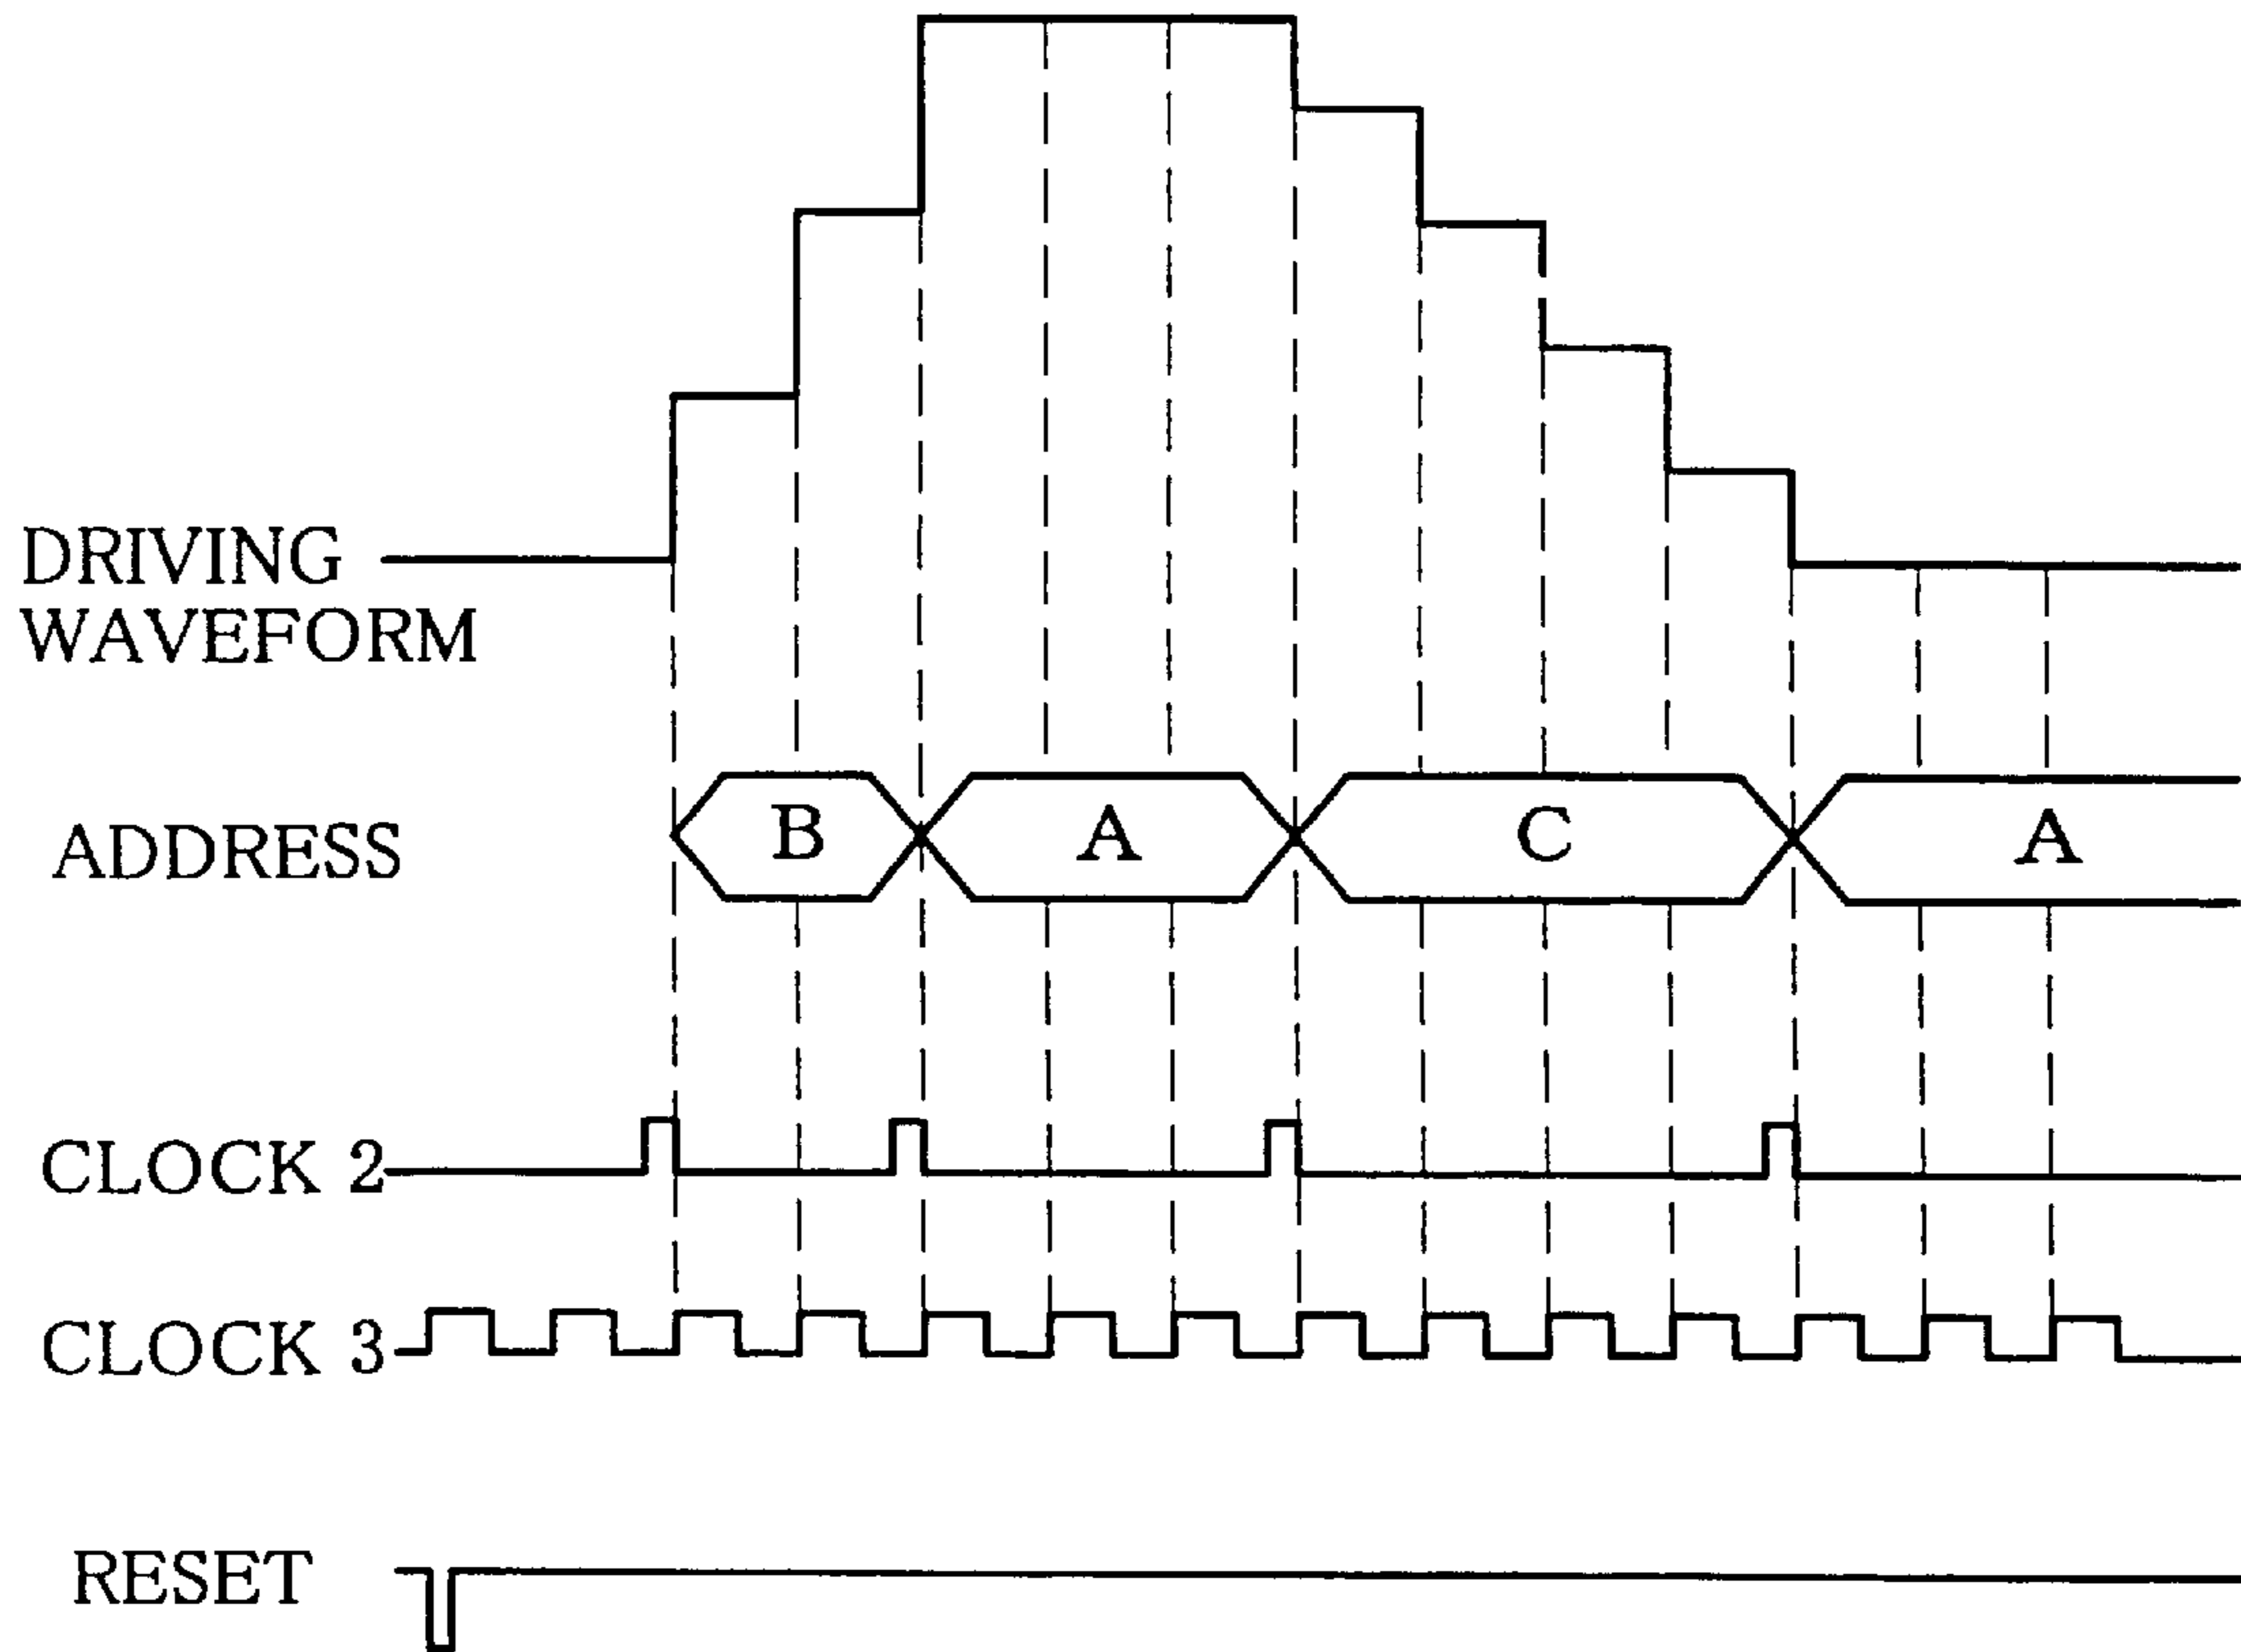 DRIVING
WAVEFORM
ADDRESS B A C A
CLOCK 2
CLOCK 3
RESET